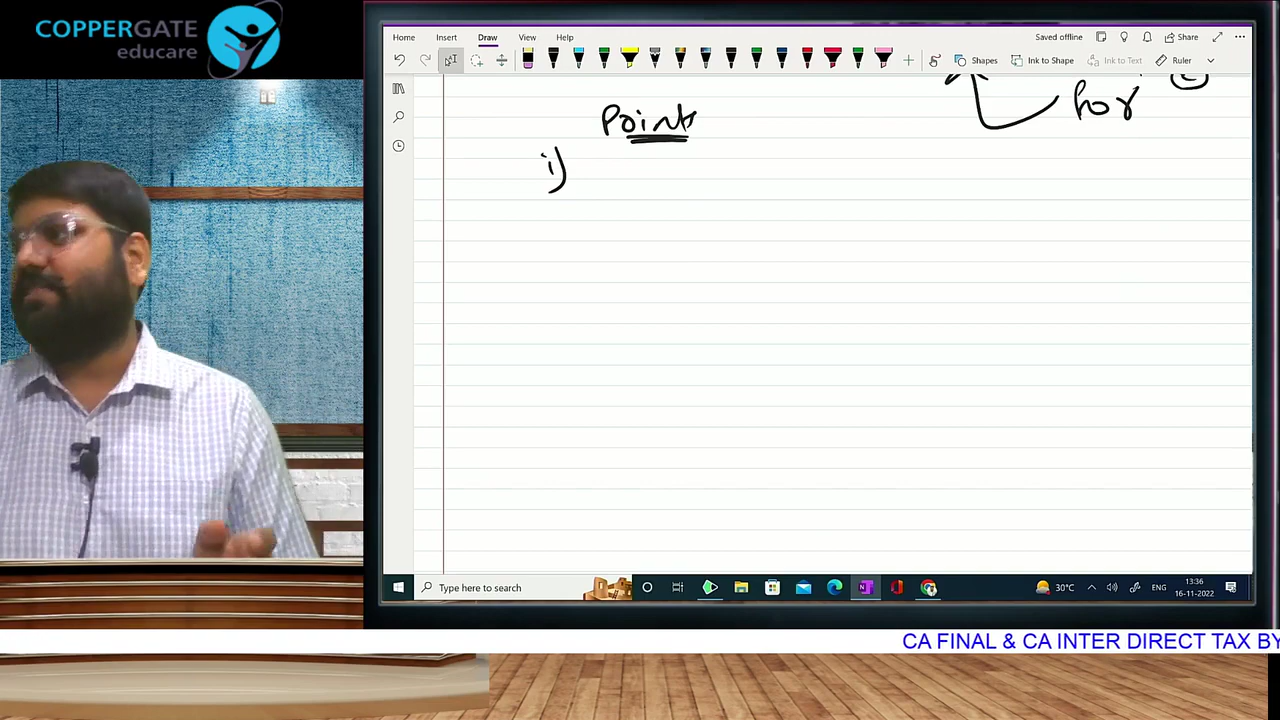 COPPERGATE
educare
Home Insert Draw View Help
Saved offline
Share
Shapes
Ink to Shape
Ink to Text
Ruler
for
Points
i)
Type here to search
30°C
ENG
13:36
16-11-2022
CA FINAL & CA INTER DIRECT TAX BY